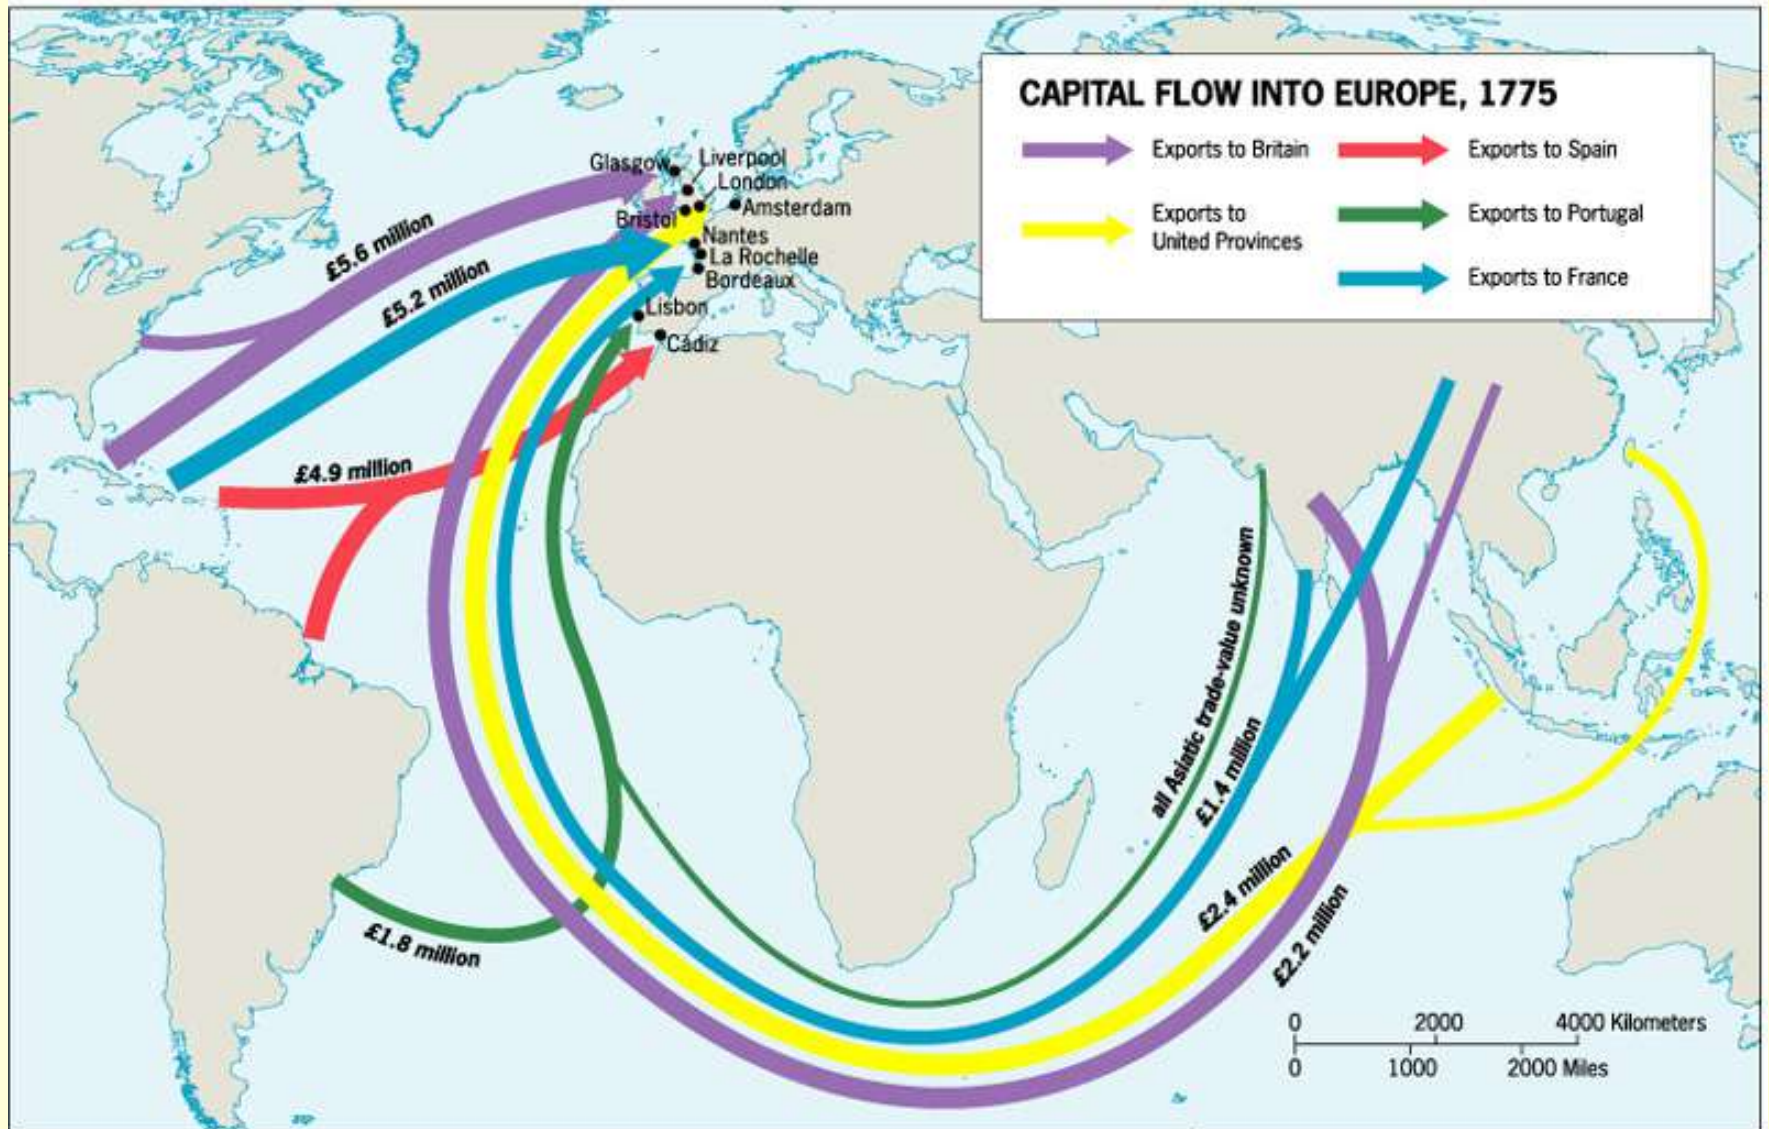 CAPITAL FLOW INTO EUROPE, 1775
Exports to Britain
Exports to Spain
Exports to
United Provinces
Exports to Portugal
Exports to France
Glasgow
Liverpool
London
Amsterdam
Bristol
Nantes
La Rochelle
Bordeaux
Lisbon
Cádiz
£5.6 million
£5.2 million
£4.9 million
£1.8 million
all Asiatic trade-value unknown
£1.4 million
£2.4 million
£2.2 million
0 2000 4000 Kilometers
0 1000 2000 Miles